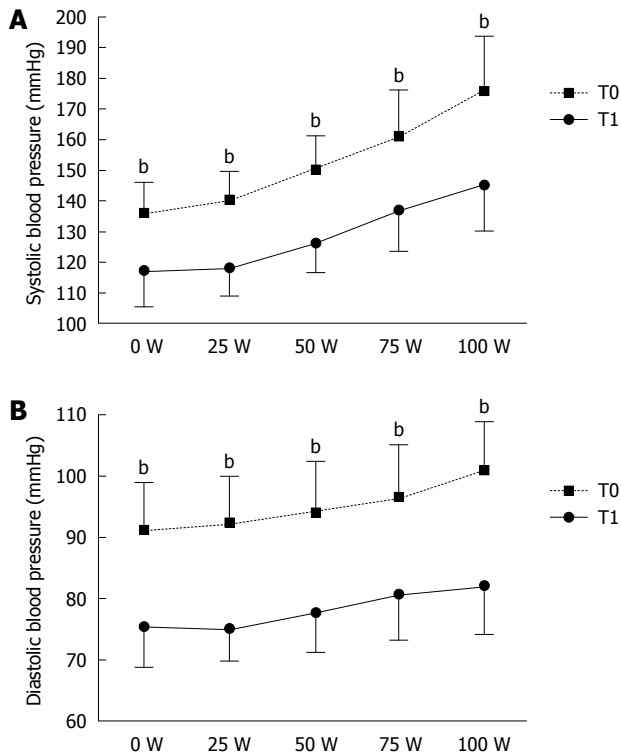 A
Systolic blood pressure (mmHg)
200
190
180
170
160
150
140
130
120
110
100
b
b
b
b
b
0 W
25 W
50 W
75 W
100 W
T0
T1
B
Diastolic blood pressure (mmHg)
110
100
90
80
70
60
b
b
b
b
b
0 W
25 W
50 W
75 W
100 W
T0
T1